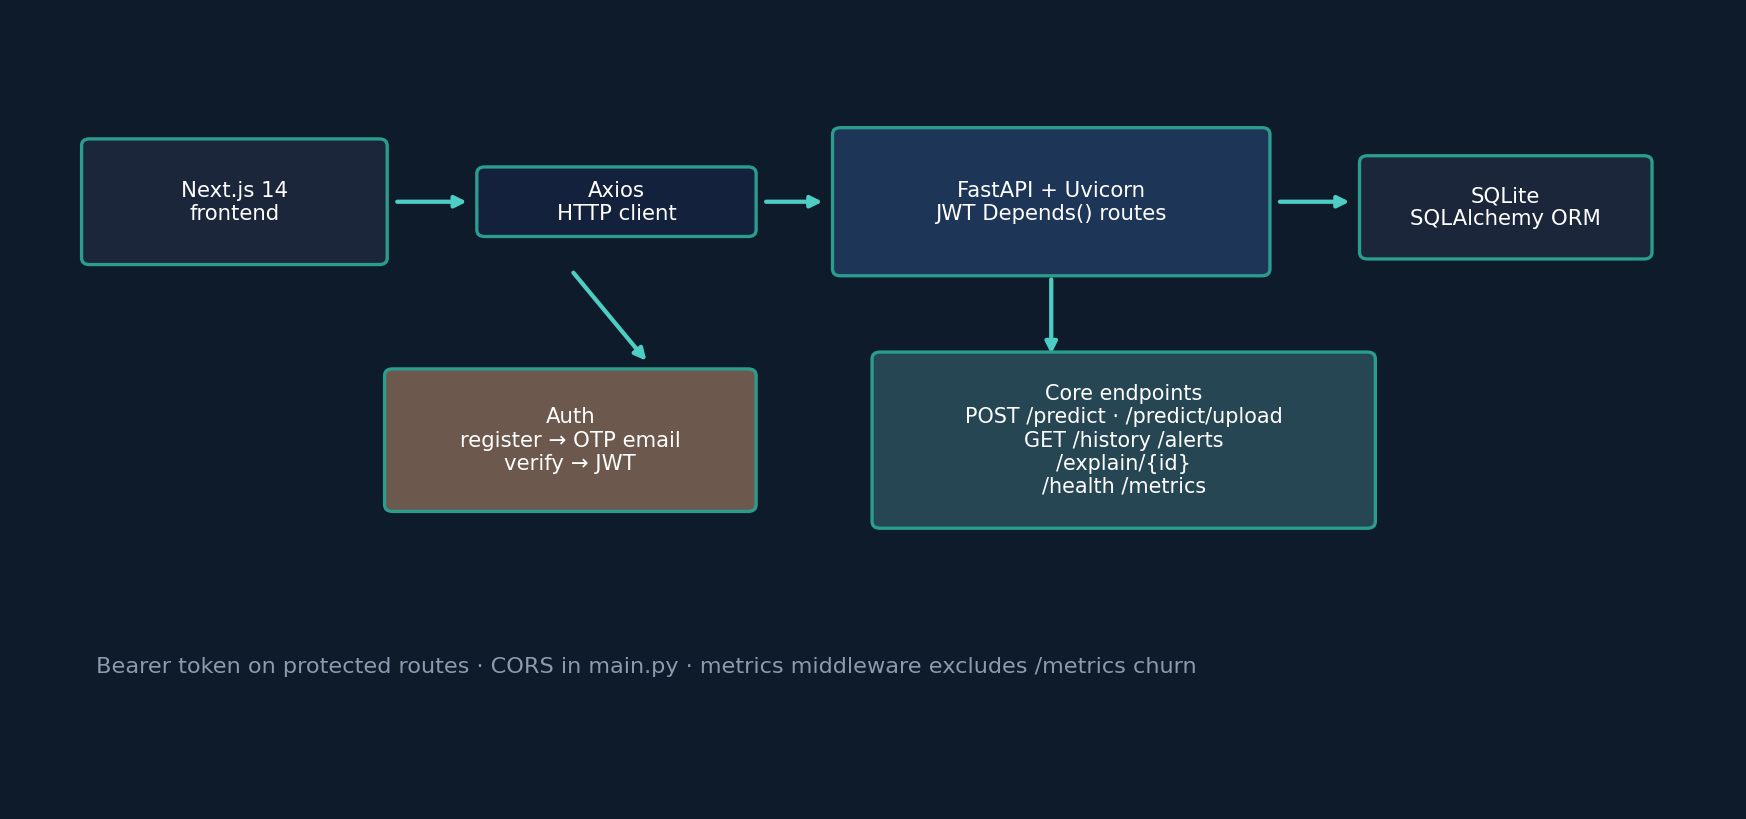 Next.js 14
frontend
Axios
HTTP client
FastAPI + Uvicorn
JWT Depends() routes
SQLite
SQLAlchemy ORM
Auth
register → OTP email
verify → JWT
Core endpoints
POST /predict · /predict/upload
GET /history /alerts
/explain/{id}
/health /metrics
Bearer token on protected routes · CORS in main.py · metrics middleware excludes /metrics churn